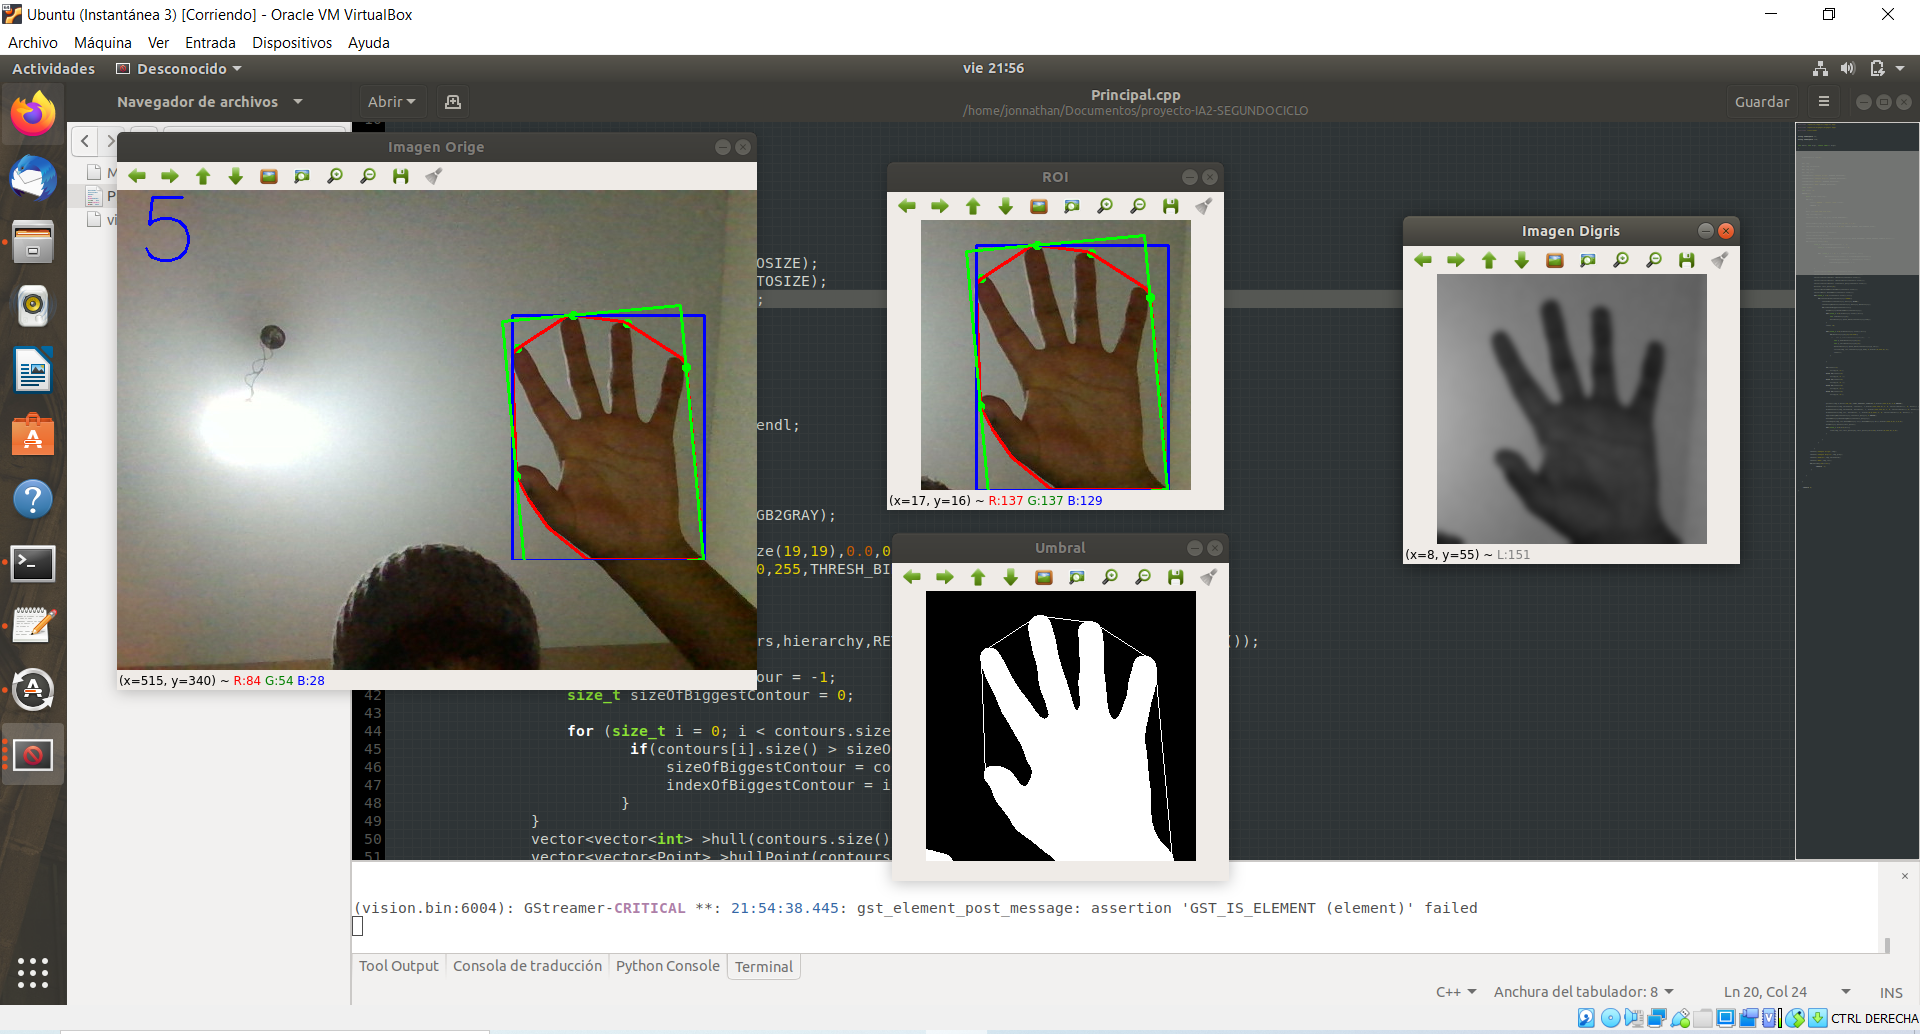 Ubuntu (Instantánea 3) [Corriendo] - Oracle VM VirtualBox
Archivo Máquina Ver Entrada Dispositivos Ayuda
Actividades Desconocido vie 21:56
Navegador de archivos Abrir Principal.cpp Guardar
/home/jonnathan/Documentos/proyecto-IA2-SEGUNDOCICLO
Imagen Orige
5
(x=515, y=340) ~ R:84 G:54 B:28
ROI
(x=17, y=16) ~ R:137 G:137 B:129
Imagen Digris
(x=8, y=55) ~ L:151
Umbral
M
P
vi
OSIZE);
TOSIZE);
;
endl;
GB2GRAY);
ze(19,19),0.0,0
0,255,THRESH_BI
rs,hierarchy,RE
());
our = -1;
42 size_t sizeOfBiggestContour = 0;
43
44 for (size_t i = 0; i < contours.size
45 if(contours[i].size() > sizeO
46 sizeOfBiggestContour = co
47 indexOfBiggestContour = i
48 }
49 }
50 vector<vector<int> >hull(contours.size()
51 vector<vector<Point> >hullPoint(contours
(vision.bin:6004): GStreamer-CRITICAL **: 21:54:38.445: gst_element_post_message: assertion 'GST_IS_ELEMENT (element)' failed
Tool Output Consola de traducción Python Console Terminal
C++ Anchura del tabulador: 8 Ln 20, Col 24 INS
CTRL DERECHA